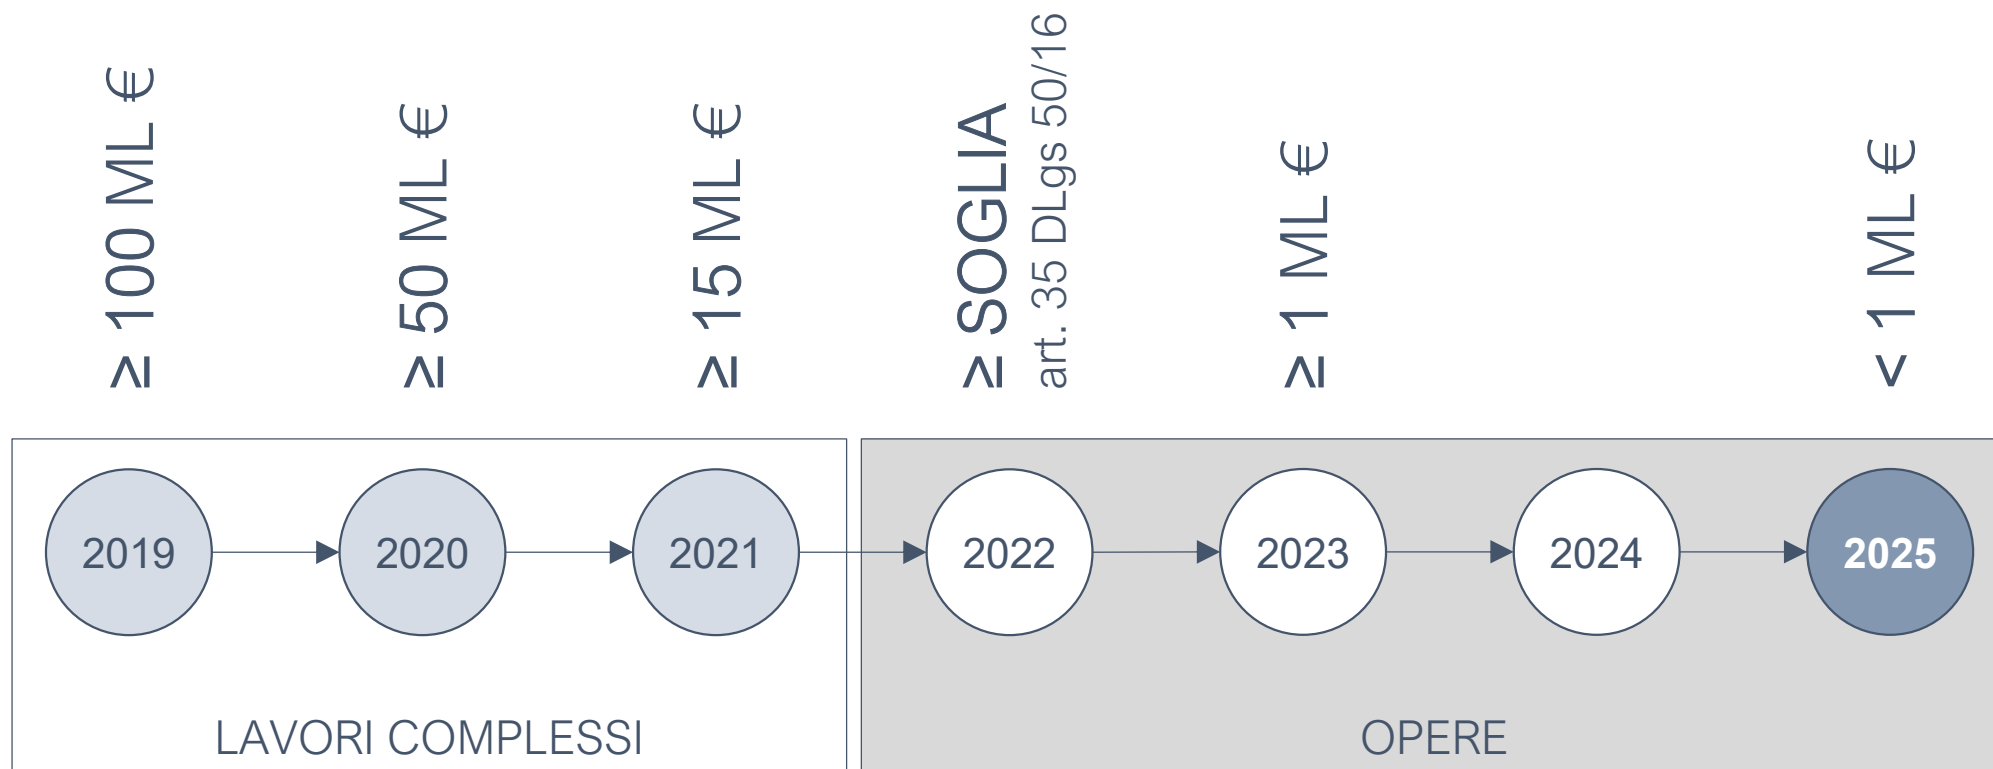 ≥ 100 ML €
≥ 50 ML €
≥ 15 ML €
≥ SOGLIA
art. 35 DLgs 50/16
≥ 1 ML €
< 1 ML €
2019
2020
2021
2022
2023
2024
2025
LAVORI COMPLESSI
OPERE